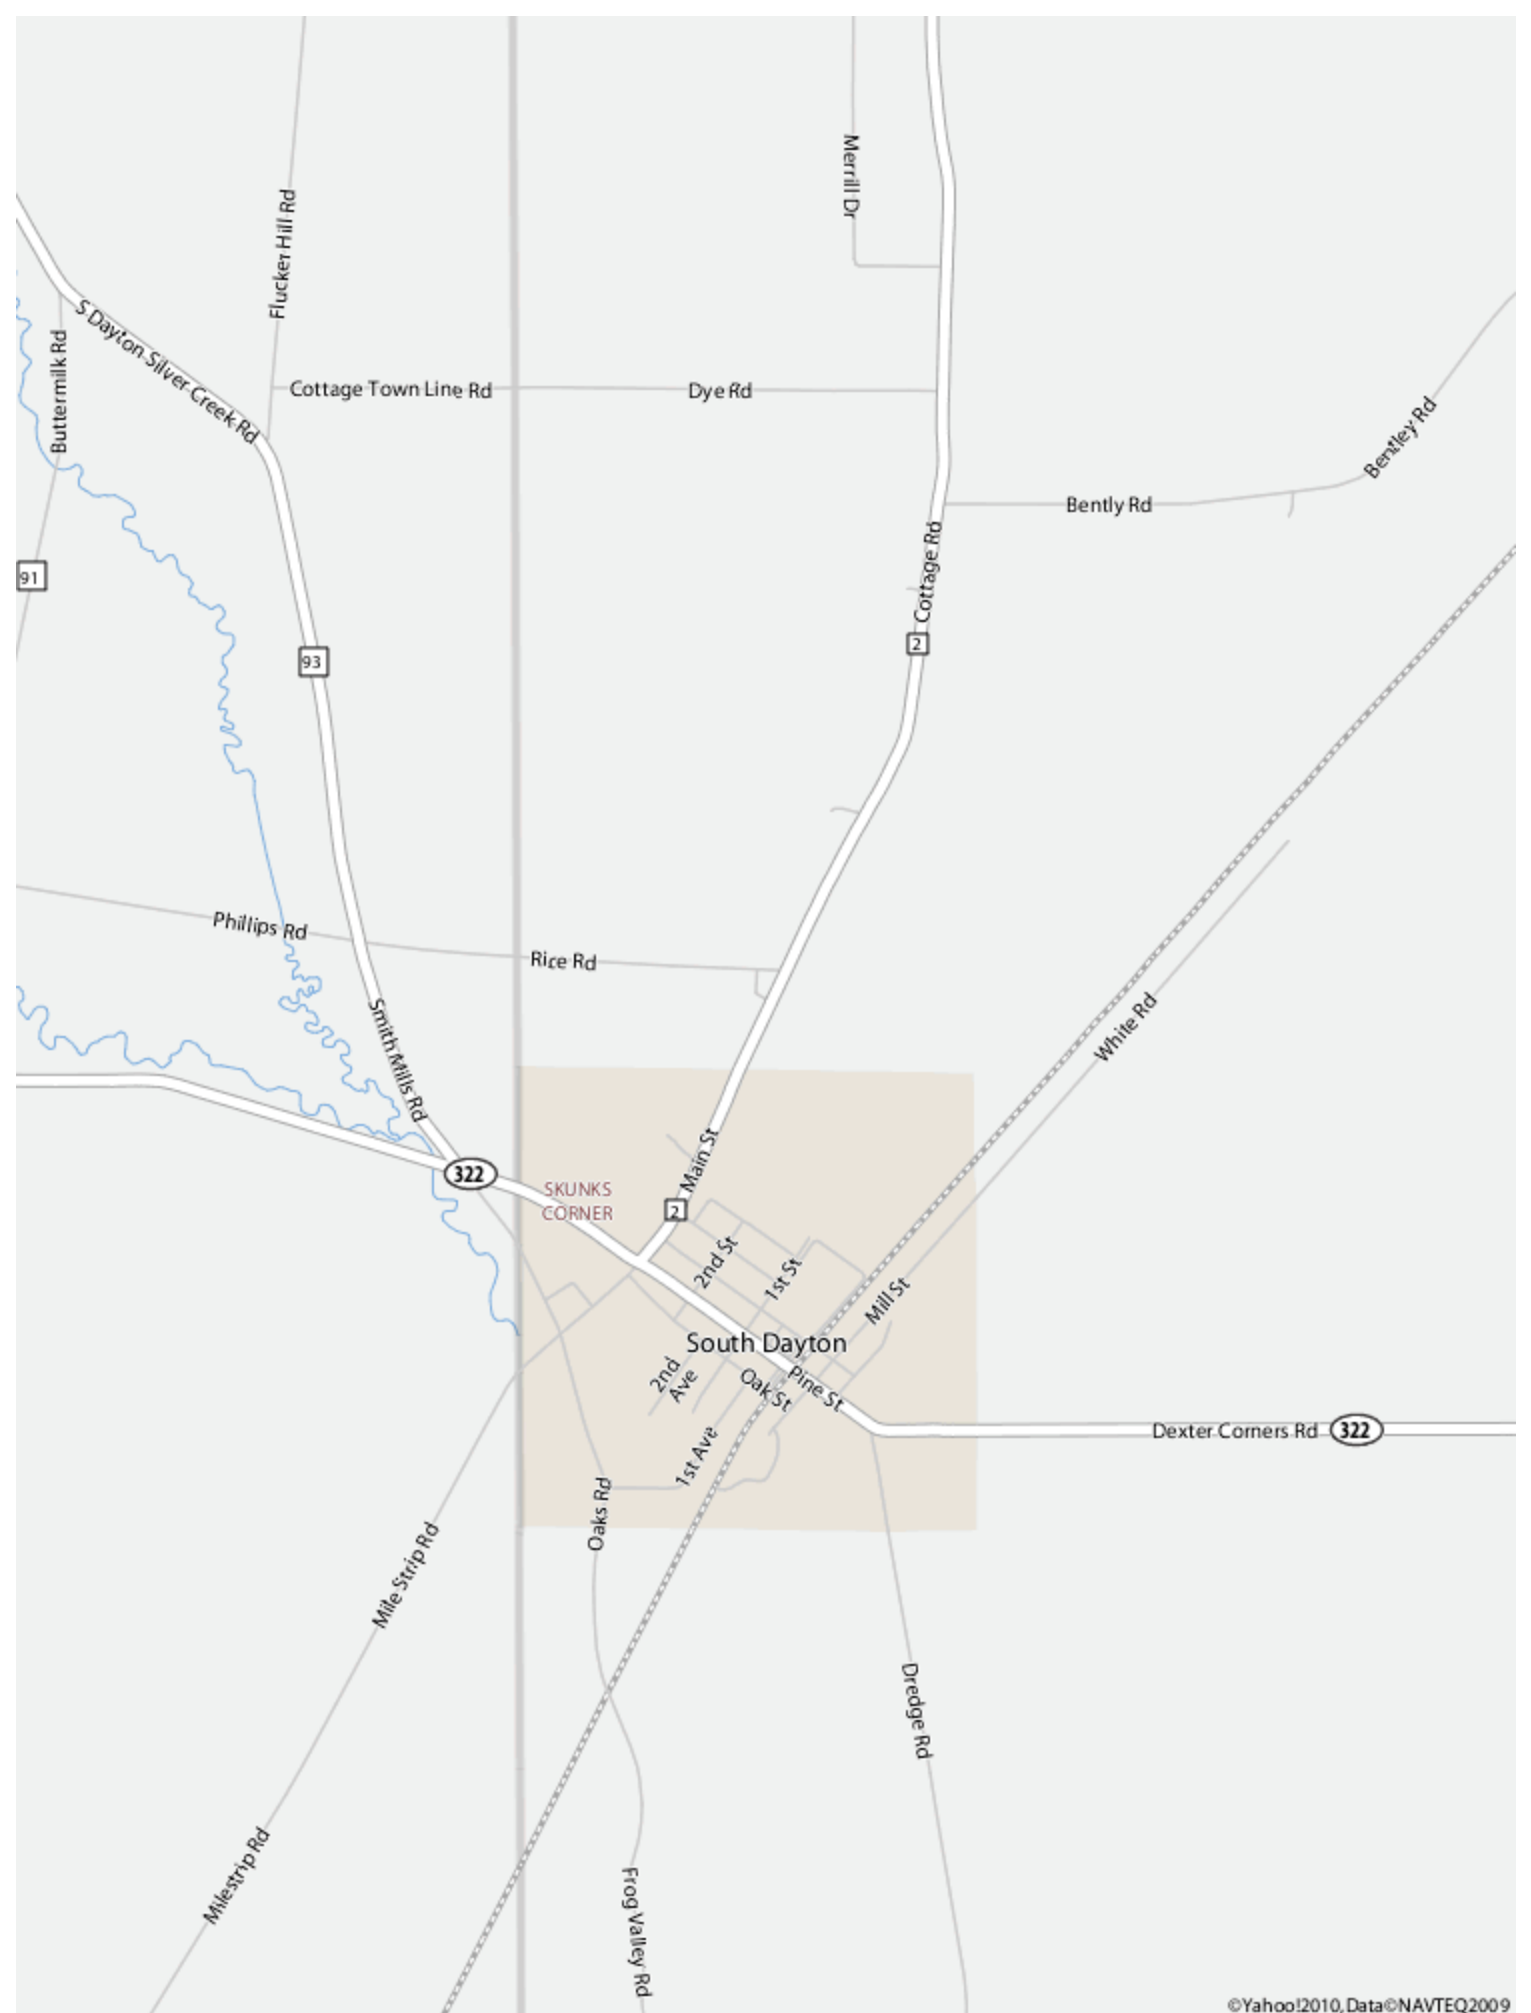 Merrill Dr
Flucker Hill Rd
S Dayton Silver Creek Rd
Buttermilk Rd
Cottage Town Line Rd
Dye Rd
Bentley Rd
Bently Rd
Cottage Rd
91
2
93
Phillips Rd
Rice Rd
White Rd
Smith Mills Rd
Main St
322
SKUNKS
CORNER
2
2nd St
1st St
Mill St
South Dayton
2nd
Ave
Oak St
Pine St
Dexter Corners Rd
322
1st Ave
Oaks Rd
Mile Strip Rd
Dredge Rd
Milestrip Rd
Frog Valley Rd
©Yahoo!2010,Data©NAVTEQ2009